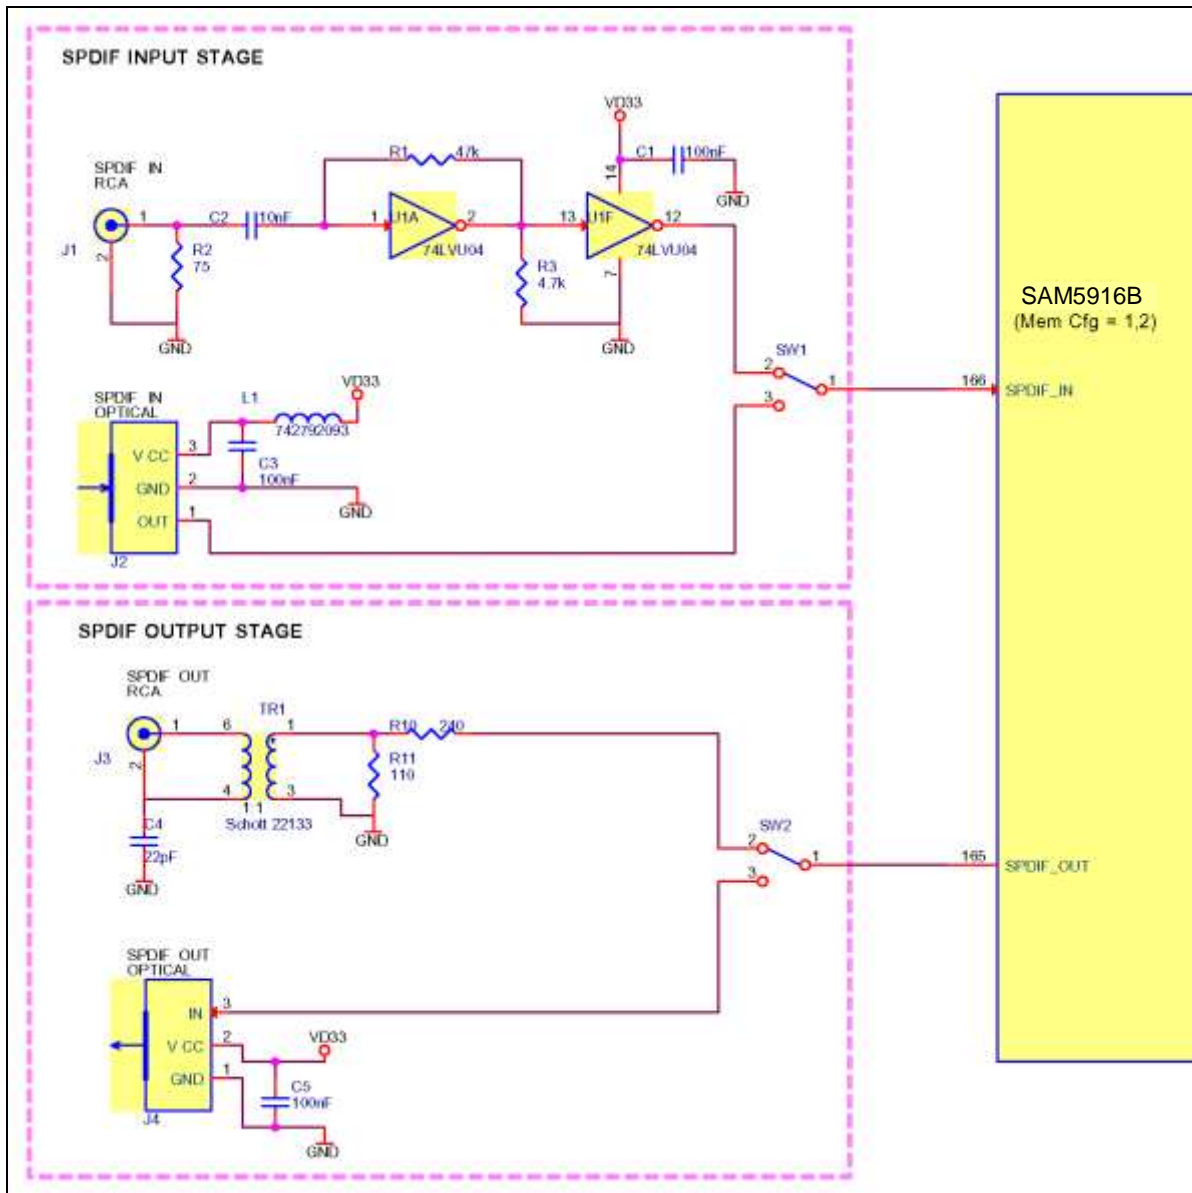 SPDIF INPUT STAGE
VD33
R1 47k
C1 100nF
14
GND
SPDIF IN
RCA
1
C2 10nF
1 U1A 2
13 U1F 12
74LVU04
74LVU04
J1
2
R2
75
R3
4.7k
7
GND
GND
SAM5916B
(Mem Cfg = 1,2)
SW1
2
1
3
166
SPDIF_IN
SPDIF IN
OPTICAL
L1
VD33
742792093
V CC 3
C3
100nF
GND 2
GND
OUT 1
J2
SPDIF OUTPUT STAGE
SPDIF OUT
RCA
TR1
1 6 1
R10 240
J3
2
R11
110
4 1 1 3
C4
Schott 22133
GND
22pF
GND
SW2
2
1
3
165
SPDIF_OUT
SPDIF OUT
OPTICAL
IN 3
V CC 2
VD33
GND 1
C5
100nF
J4
GND